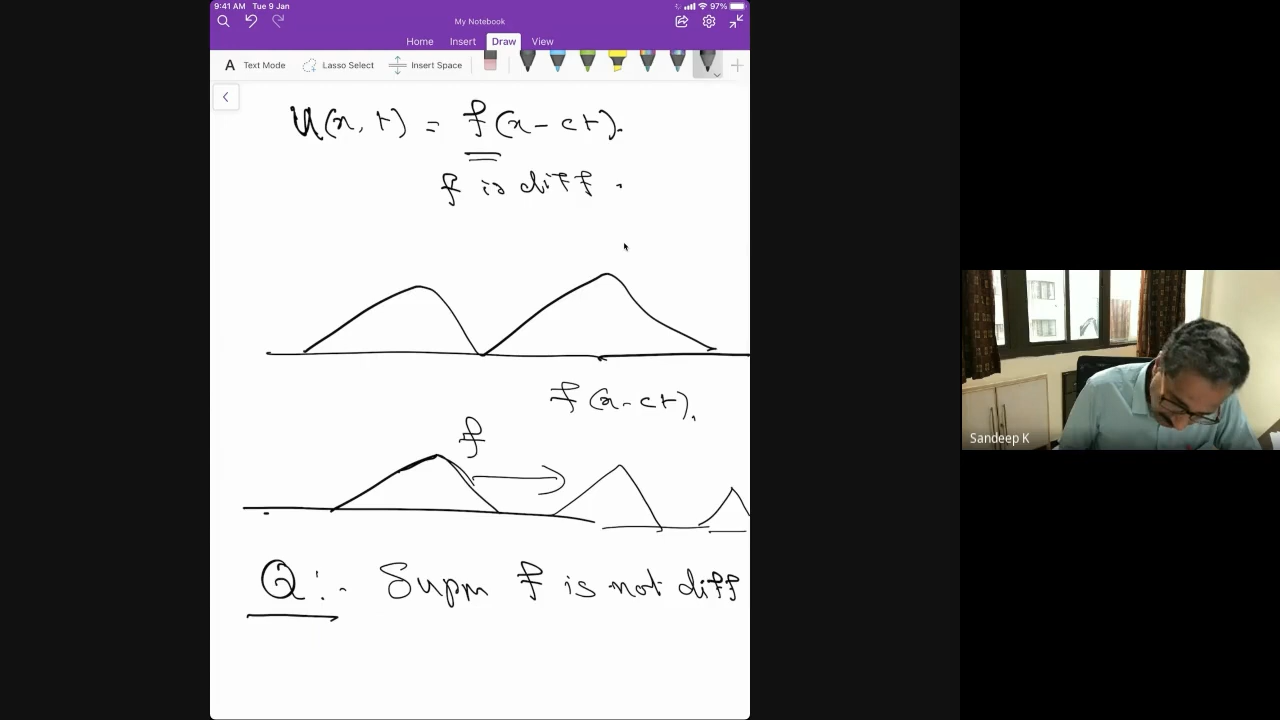 9:41 AM Tue 9 Jan 97%
My Notebook
Home Insert Draw View
A Text Mode Lasso Select Insert Space
u(x, t) = f(x - ct).
f is diff.
f(x - ct).
f
Q:- Supp f is not diff
Sandeep K